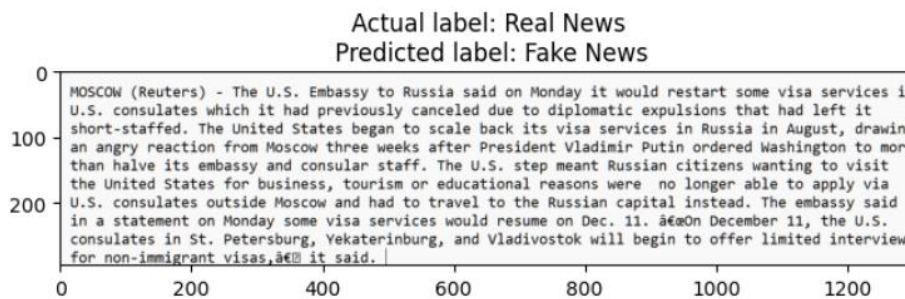 Actual label: Real News
Predicted label: Fake News
0
MOSCOW (Reuters) - The U.S. Embassy to Russia said on Monday it would restart some visa services i
U.S. consulates which it had previously canceled due to diplomatic expulsions that had left it
short-staffed. The United States began to scale back its visa services in Russia in August, drawin
100
an angry reaction from Moscow three weeks after President Vladimir Putin ordered Washington to mor
than halve its embassy and consular staff. The U.S. step meant Russian citizens wanting to visit
the United States for business, tourism or educational reasons were  no longer able to apply via
200
U.S. consulates outside Moscow and had to travel to the Russian capital instead. The embassy said
in a statement on Monday some visa services would resume on Dec. 11. â€œOn December 11, the U.S.
consulates in St. Petersburg, Yekaterinburg, and Vladivostok will begin to offer limited interview
for non-immigrant visas,â€ it said.
0 200 400 600 800 1000 1200